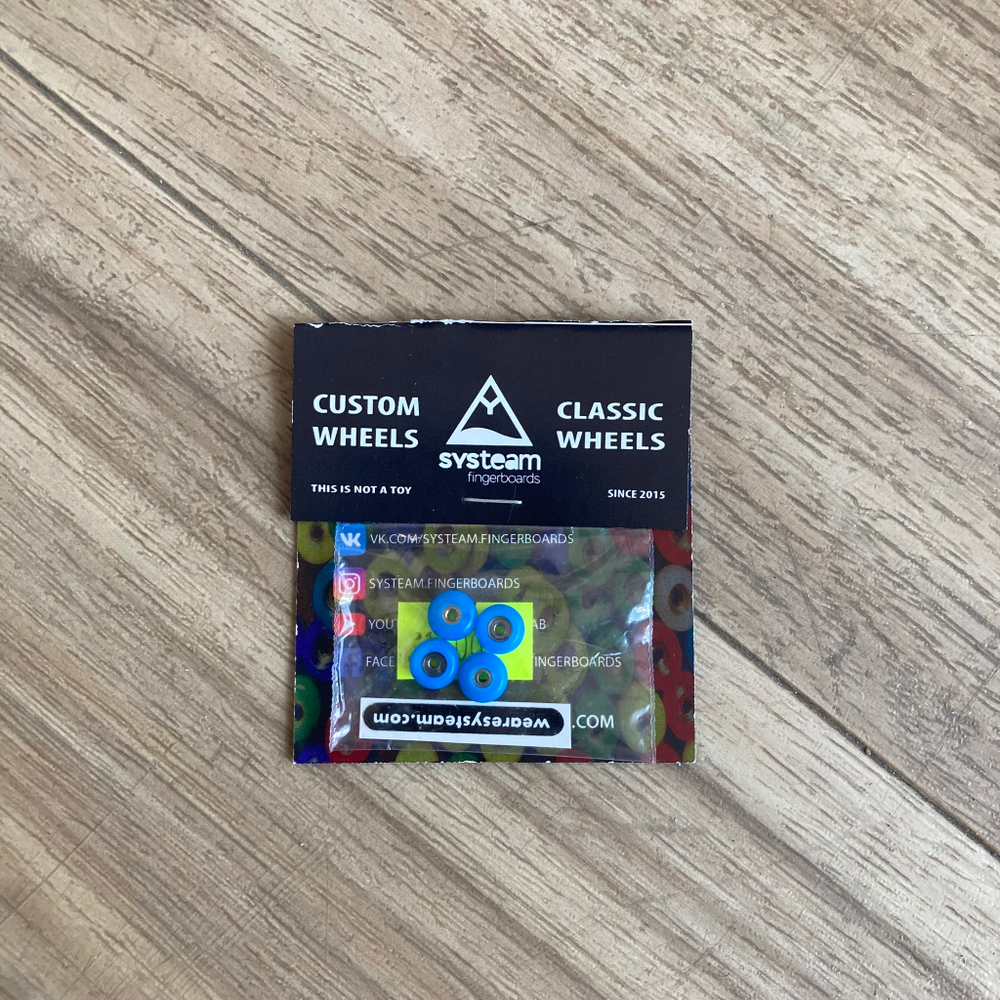 CUSTOM
WHEELS
systeam
fingerboards
CLASSIC
WHEELS
THIS IS NOT A TOY
SINCE 2015
VK.COM/SYSTEAM.FINGERBOARDS
SYSTEAM.FINGERBOARDS
wearesysteam.com
.COM